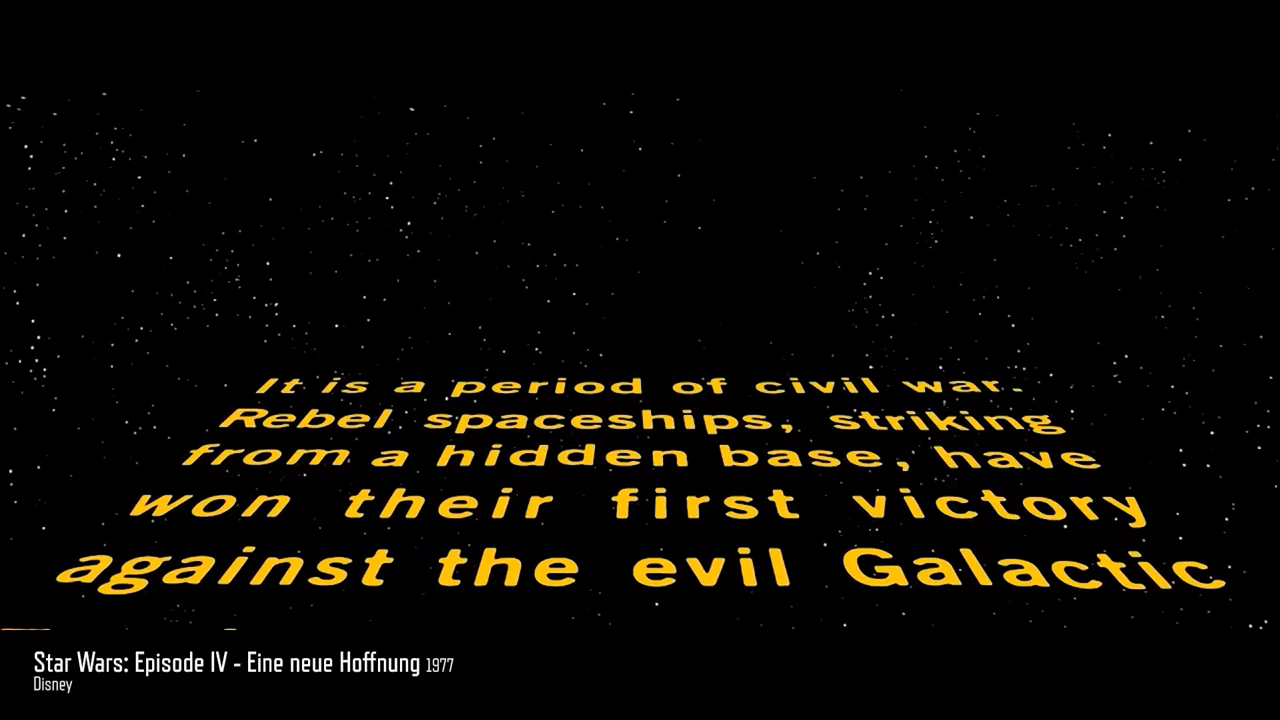 It is a period of civil war.
Rebel spaceships, striking
from a hidden base, have
won their first victory
against the evil Galactic
Star Wars: Episode IV - Eine neue Hoffnung 1977
Disney